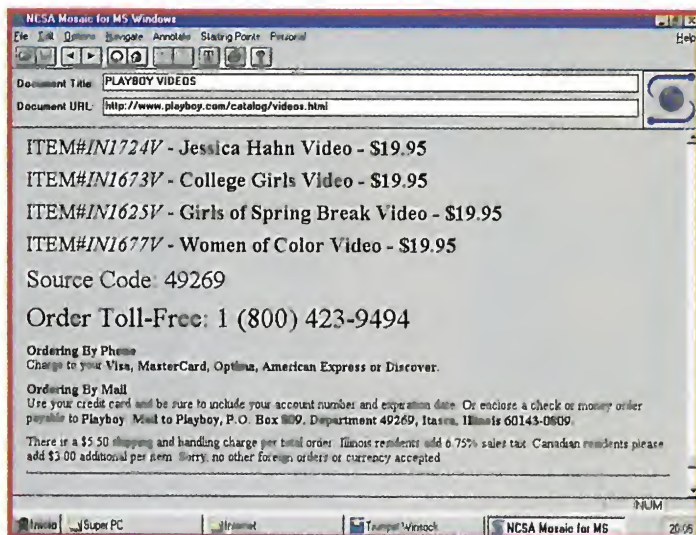 NCSA Mosaic for MS Windows
File Edit Options Navigate Annotate Starting Points Personal Help
Document Title: PLAYBOY VIDEOS
Document URL: http://www.playboy.com/catalog/videos.html
ITEM#IN1724V - Jessica Hahn Video - $19.95
ITEM#IN1673V - College Girls Video - $19.95
ITEM#IN1625V - Girls of Spring Break Video - $19.95
ITEM#IN1677V - Women of Color Video - $19.95
Source Code: 49269
Order Toll-Free: 1 (800) 423-9494
Ordering By Phone
Charge to your Visa, MasterCard, Optima, American Express or Discover.
Ordering By Mail
Use your credit card and be sure to include your account number and expiration date. Or enclose a check or money order
payable to Playboy. Mail to Playboy, P.O. Box 809, Department 49269, Itasca, Illinois 60143-0809.
There is a $5.50 shipping and handling charge per total order. Illinois residents add 6.75% sales tax. Canadian residents please
add $3.00 additional per item. Sorry, no other foreign orders or currency accepted.
NUM
Inicio Super PC Internet Trumpet Winsock NCSA Mosaic for MS 20:05